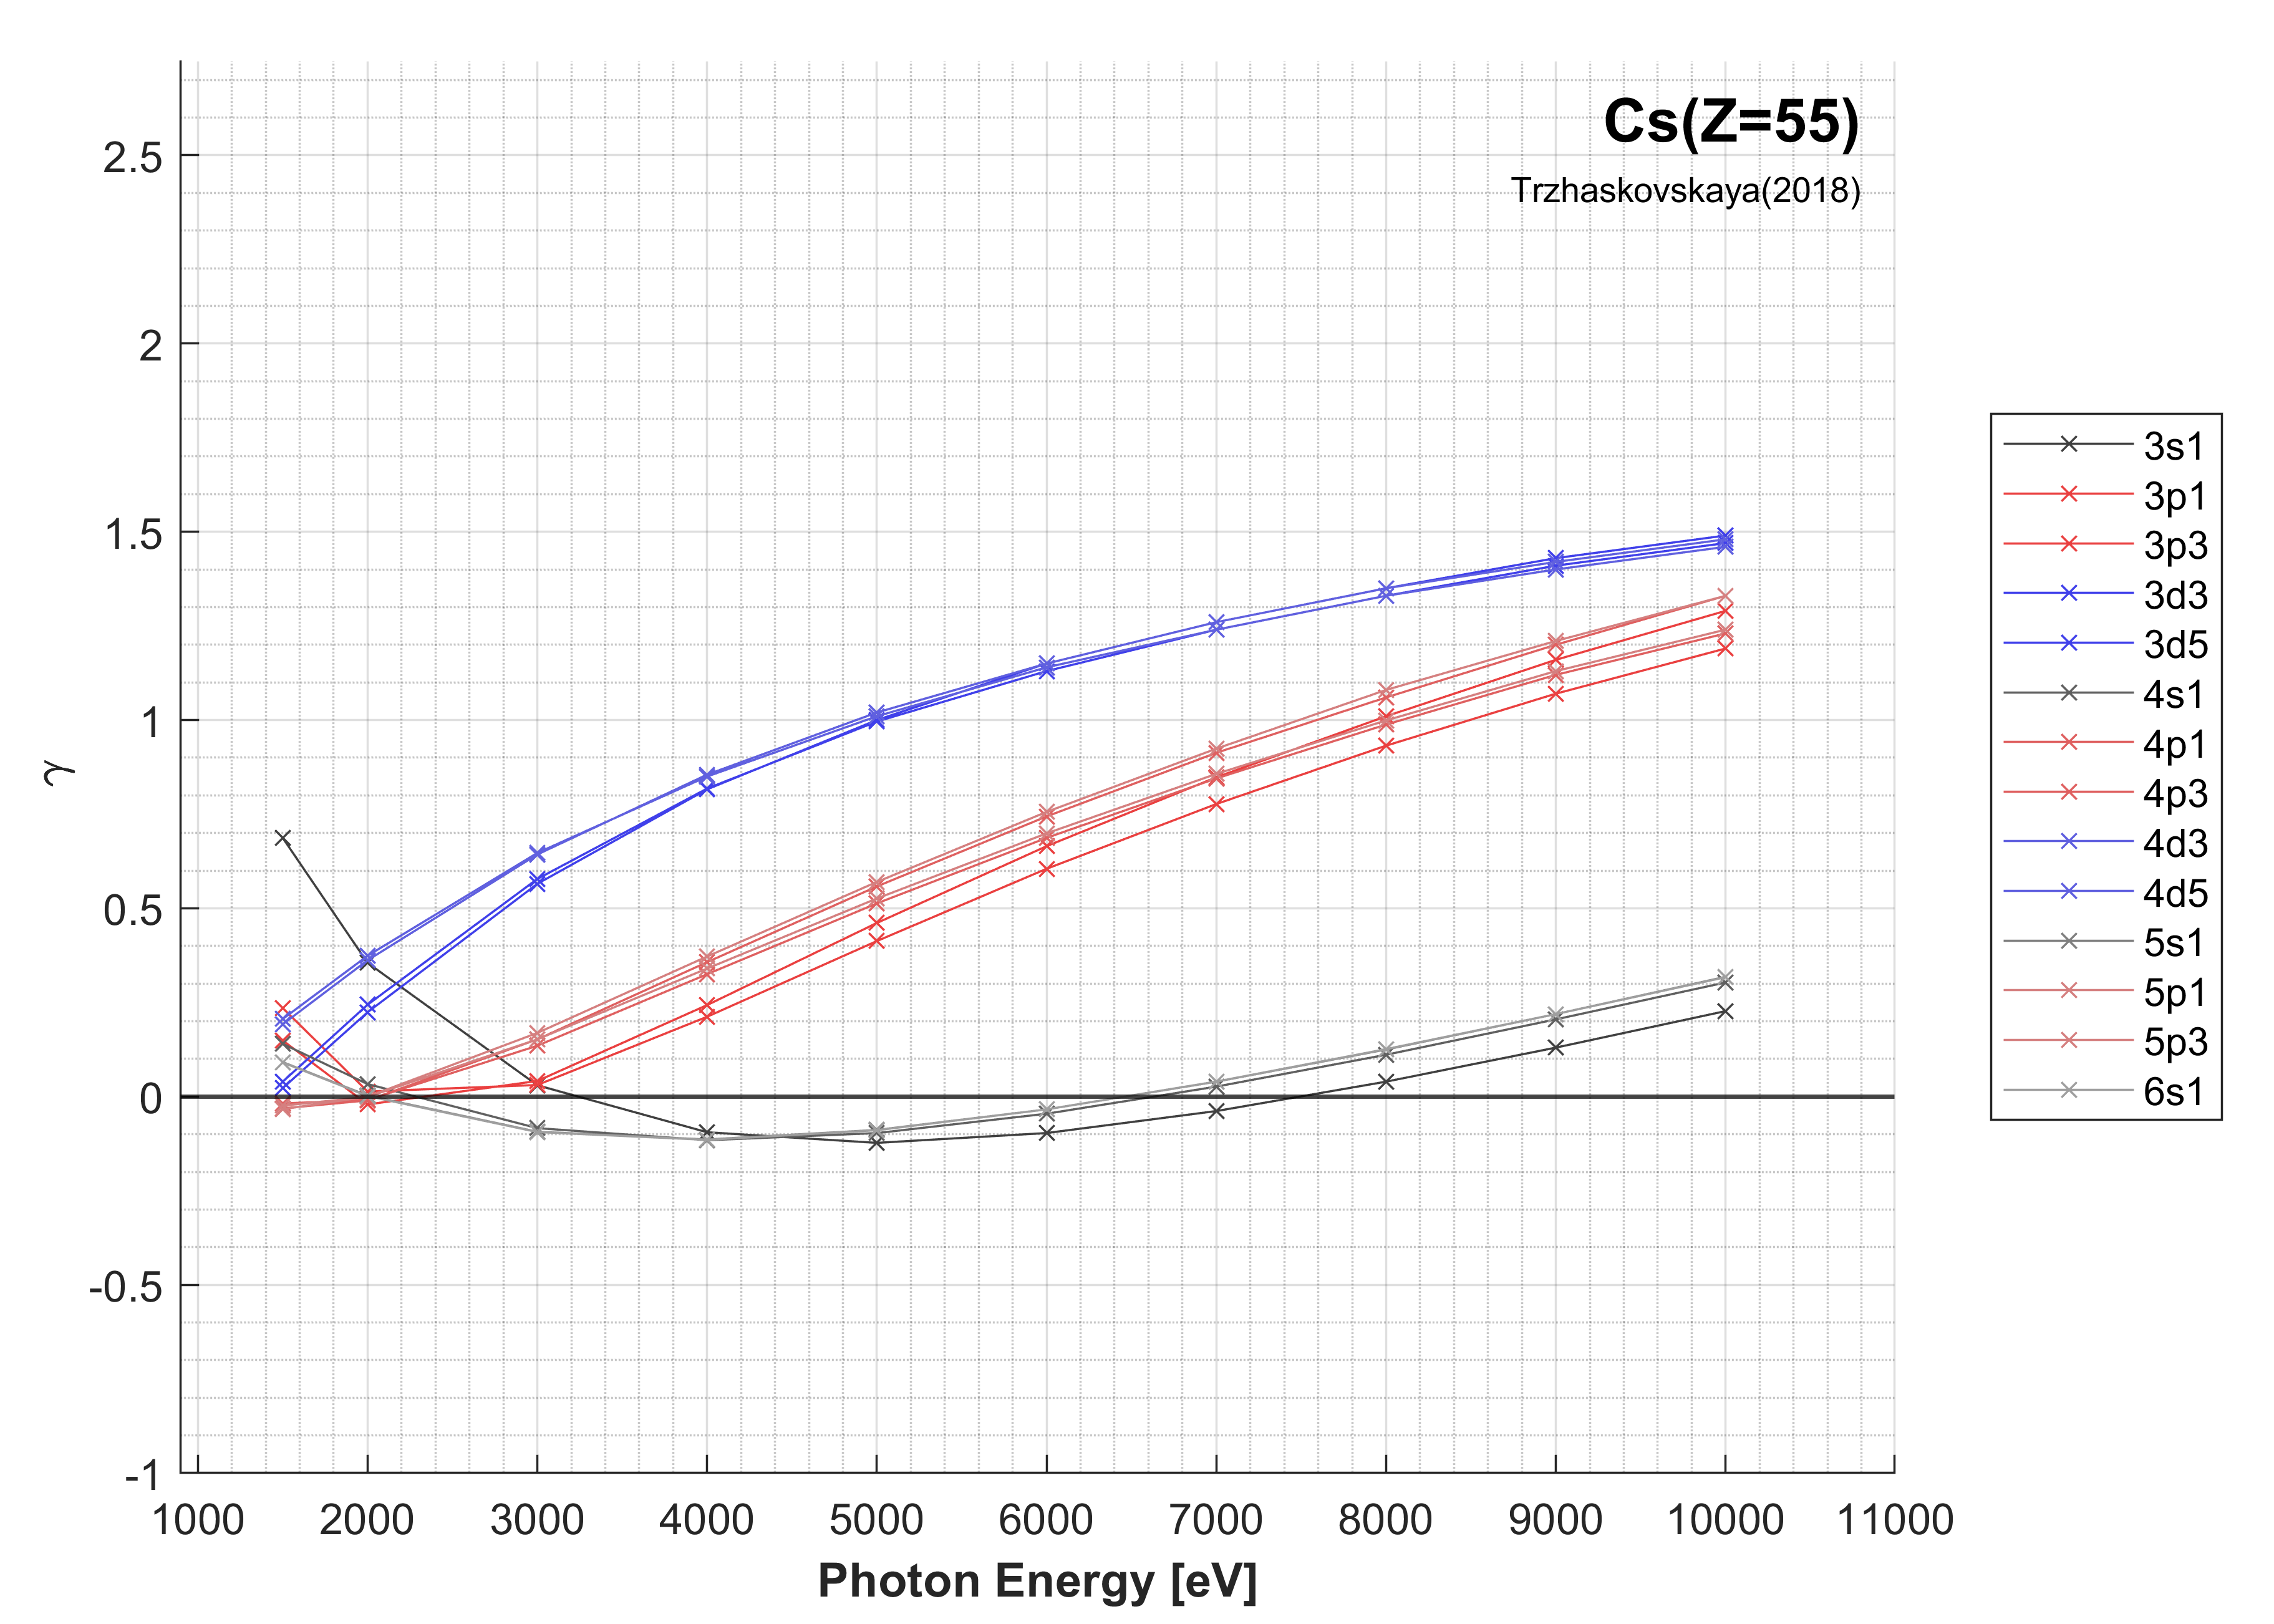 Cs(Z=55)
Trzhaskovskaya(2018)
2.5
2
1.5
1
0.5
0
-0.5
-1
γ
1000 2000 3000 4000 5000 6000 7000 8000 9000 10000 11000
Photon Energy [eV]
3s1
3p1
3p3
3d3
3d5
4s1
4p1
4p3
4d3
4d5
5s1
5p1
5p3
6s1